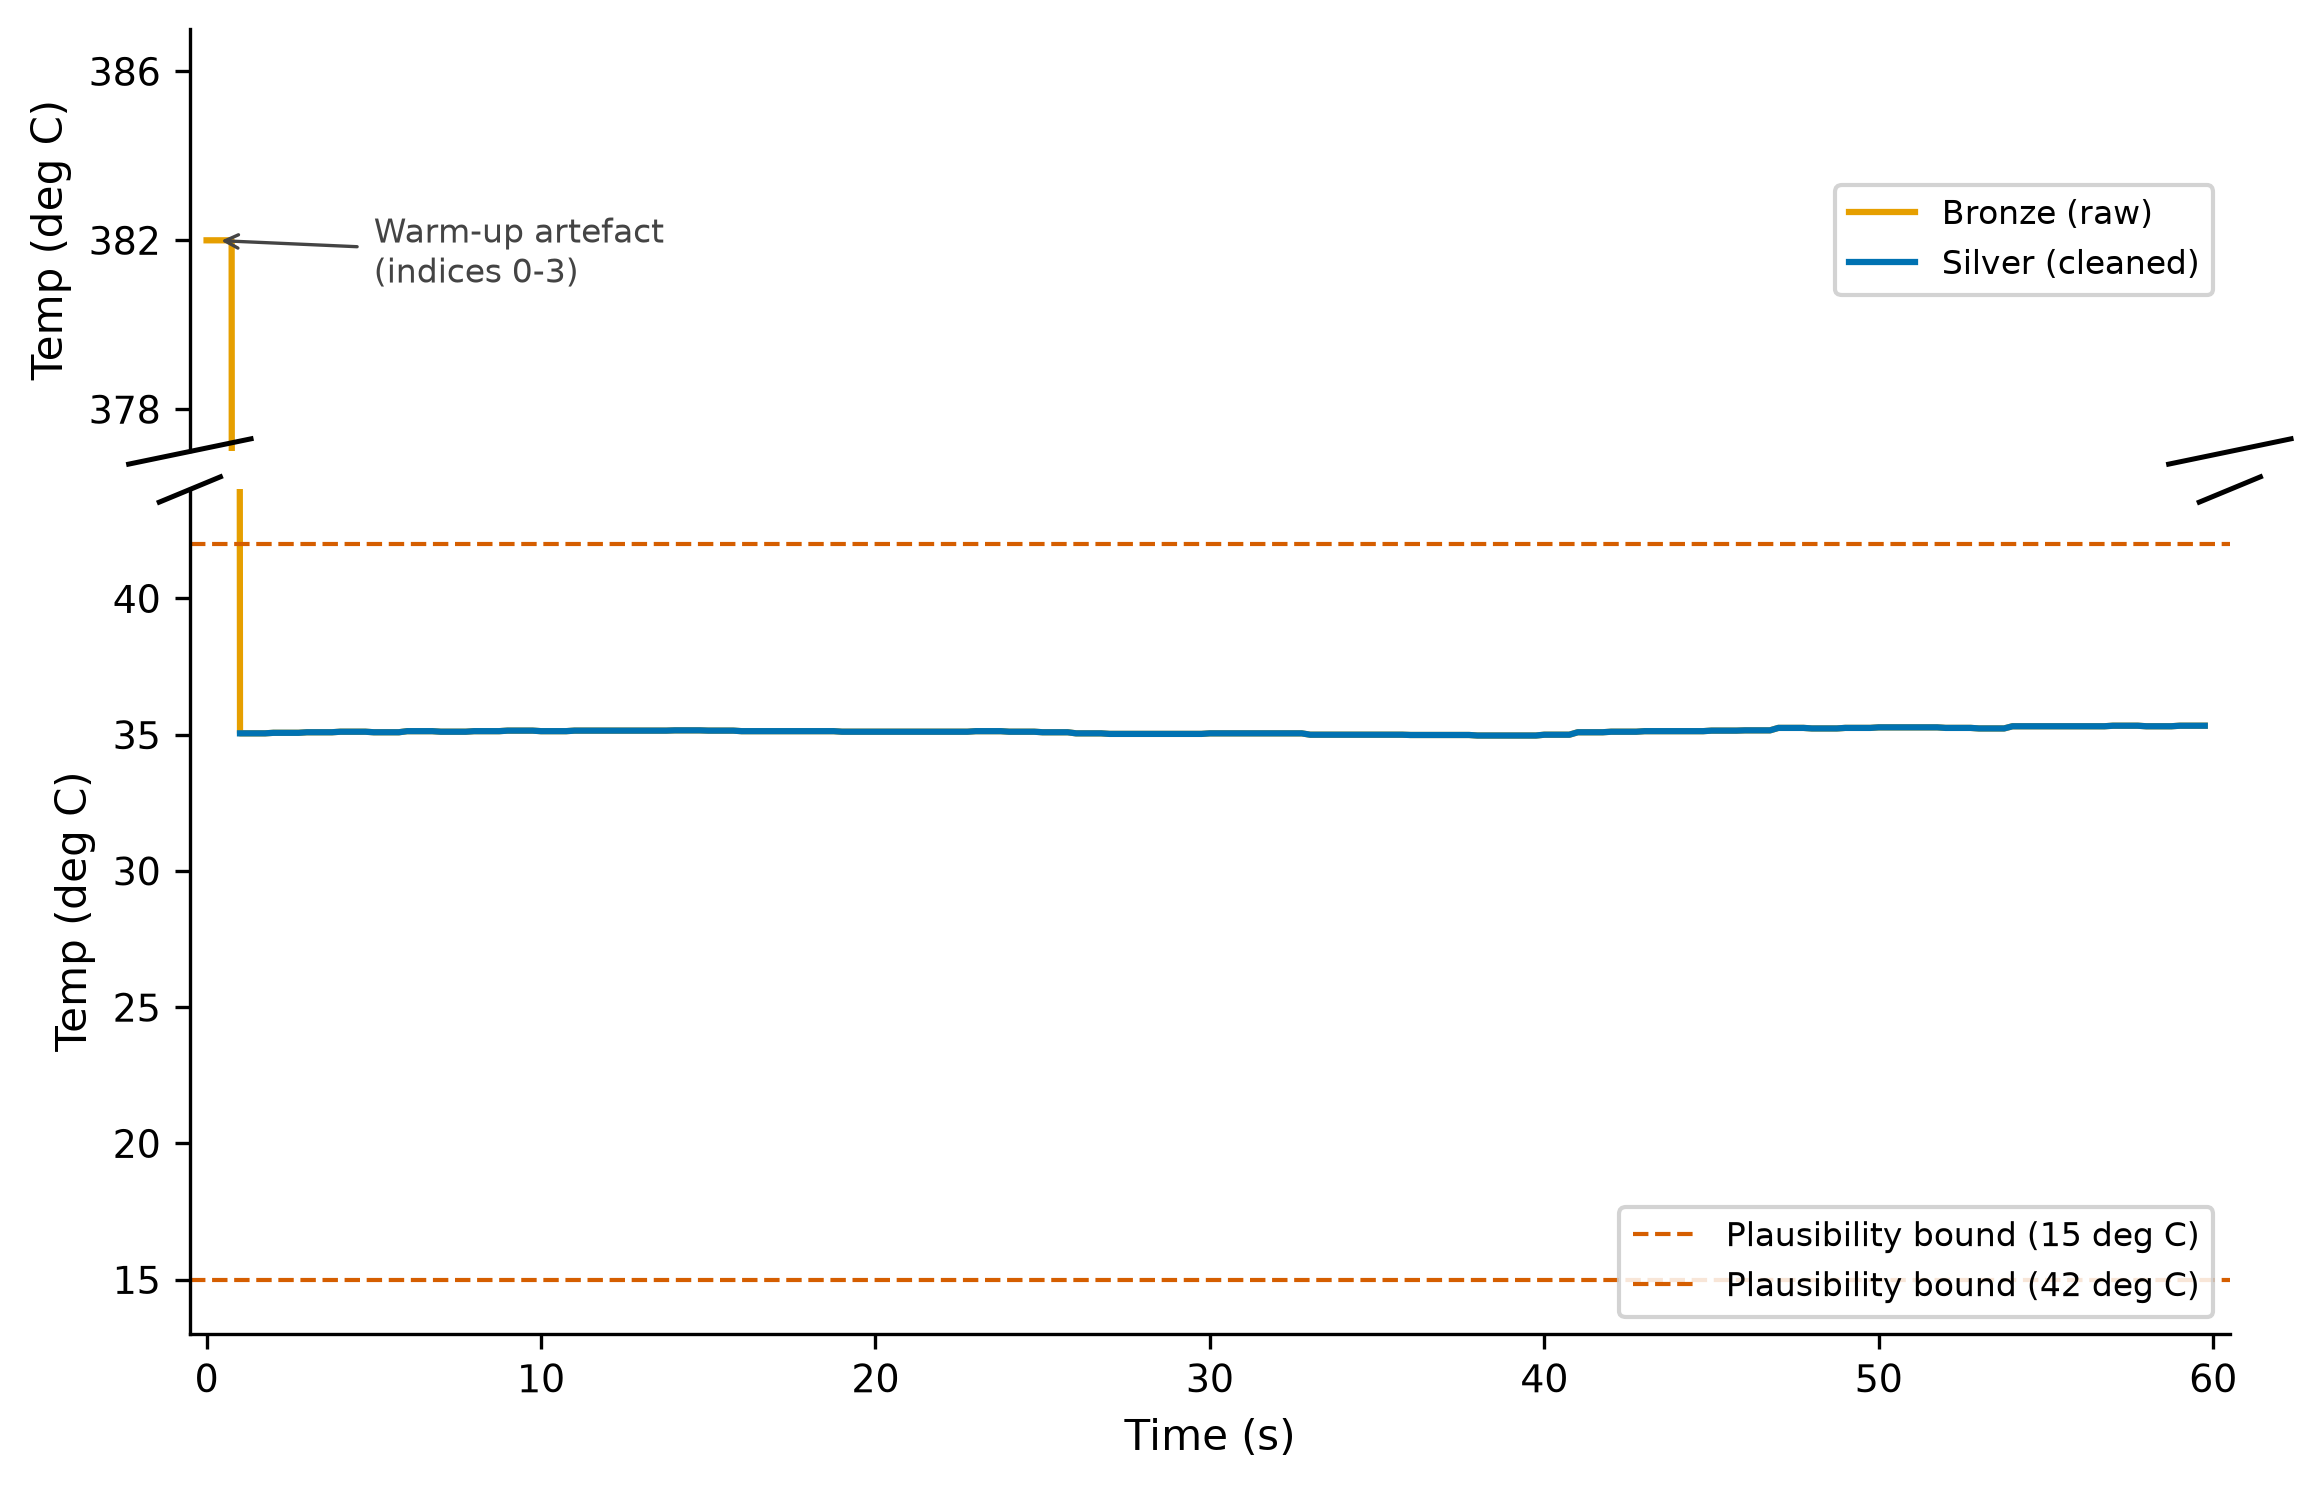 Temp (deg C)
386
382
378
Warm-up artefact
(indices 0-3)
Bronze (raw)
Silver (cleaned)
Temp (deg C)
40
35
30
25
20
15
Plausibility bound (15 deg C)
Plausibility bound (42 deg C)
0 10 20 30 40 50 60
Time (s)